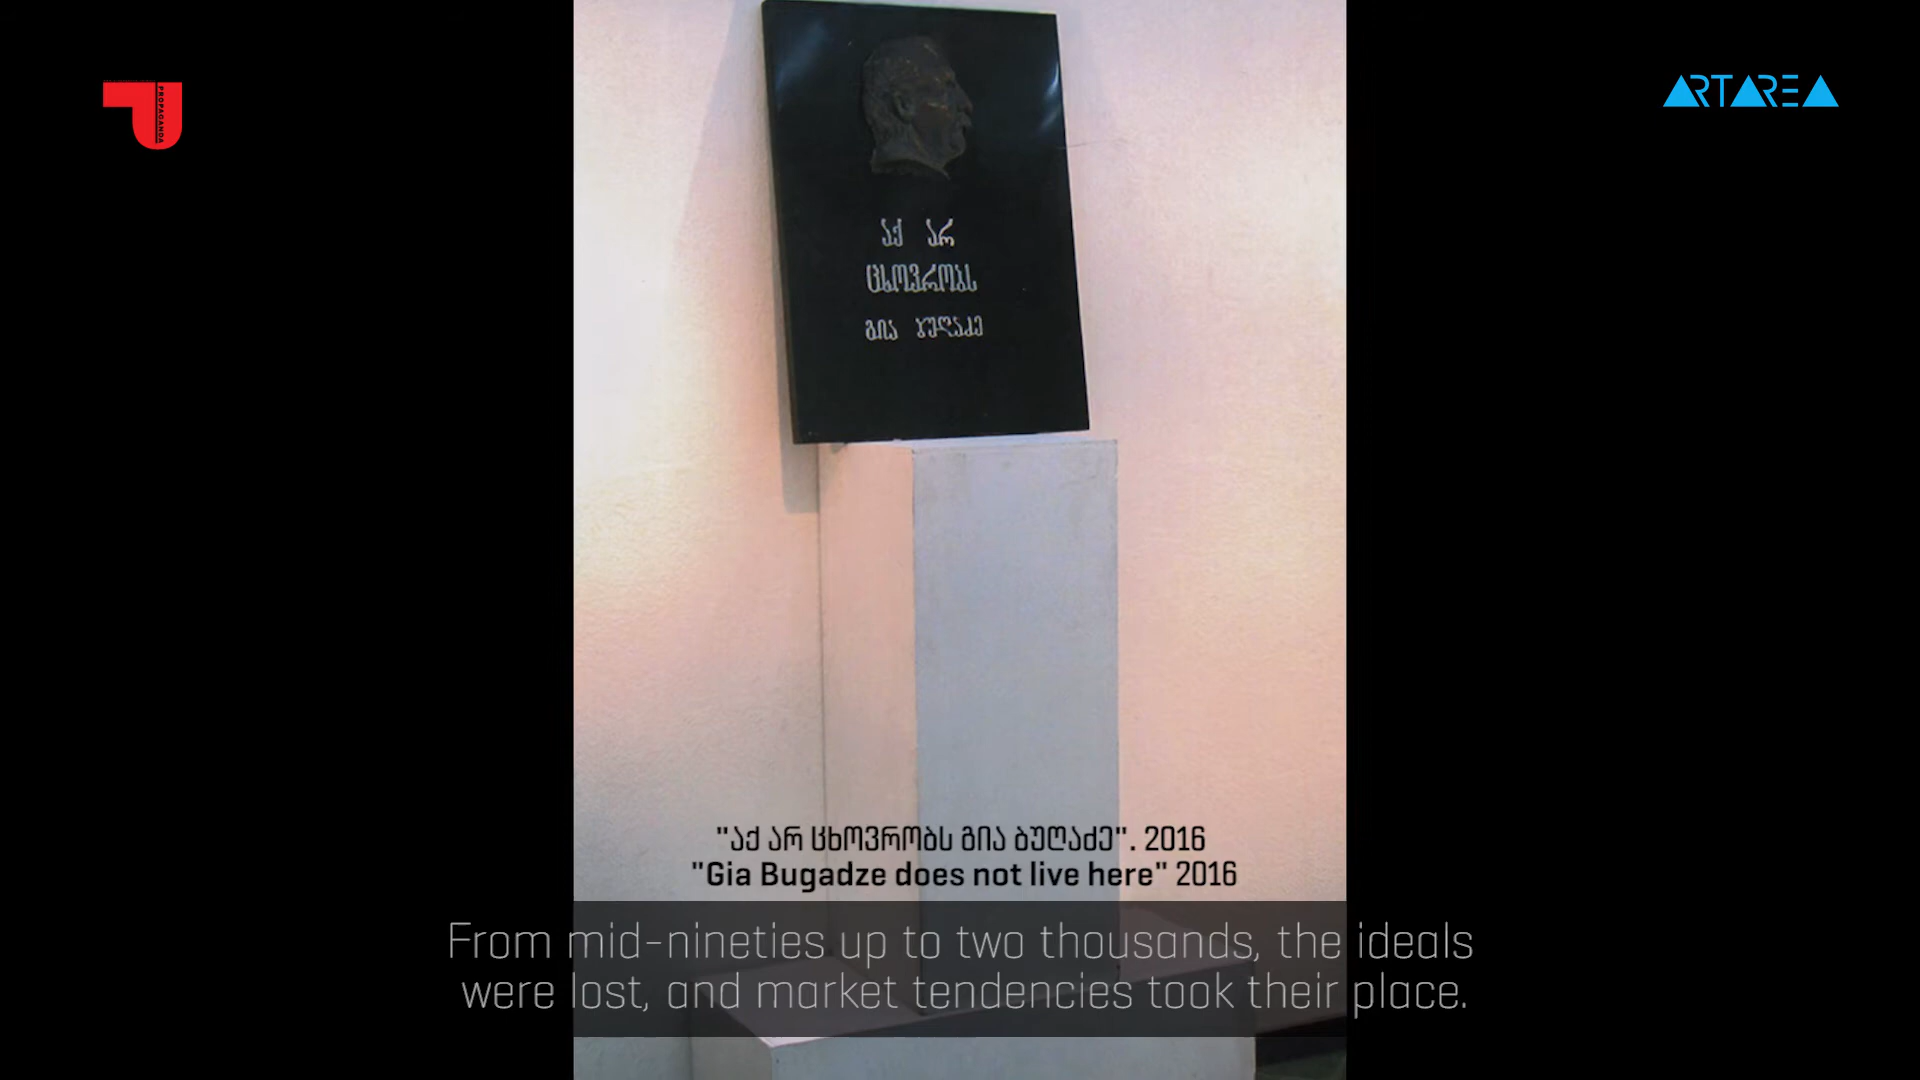 PROPAGANDA
ARTAREA
აქ არ
ცხოვრობს
გია ბუღაძე
"აქ არ ცხოვრობს გია ბუღაძე". 2016
"Gia Bugadze does not live here" 2016
From mid-nineties up to two thousands, the ideals
were lost, and market tendencies took their place.